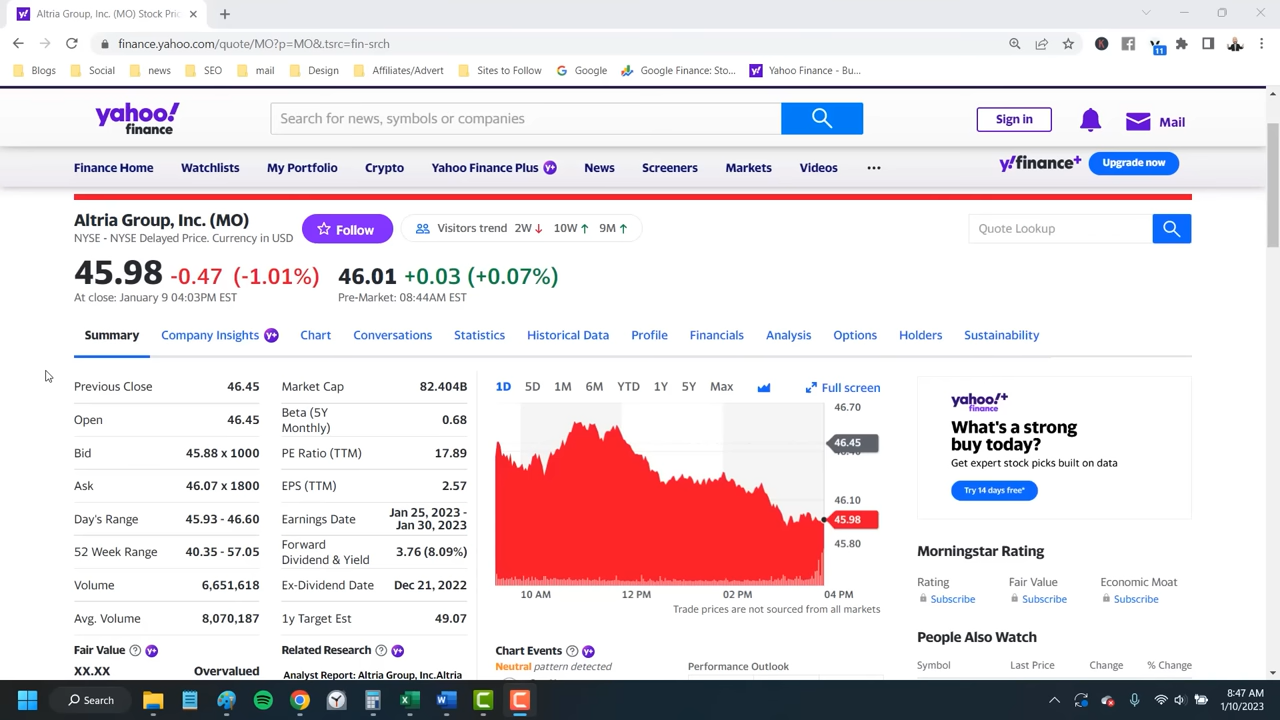 Altria Group, Inc. (MO) Stock Pric
finance.yahoo.com/quote/MO?p=MO&.tsrc=fin-srch
11
Blogs Social news SEO mail Design Affiliates/Advert Sites to Follow Google Google Finance: Sto... Yahoo Finance - Bu...
yahoo!
finance
Search for news, symbols or companies
Sign in
Mail
Finance Home Watchlists My Portfolio Crypto Yahoo Finance Plus y+ News Screeners Markets Videos ...
y!finance+
Upgrade now
Altria Group, Inc. (MO)
NYSE - NYSE Delayed Price. Currency in USD
Follow
Visitors trend 2W↓ 10W↑ 9M↑
Quote Lookup
45.98 -0.47 (-1.01%)
At close: January 9 04:03PM EST
46.01 +0.03 (+0.07%)
Pre-Market: 08:44AM EST
Summary Company Insights y+ Chart Conversations Statistics Historical Data Profile Financials Analysis Options Holders Sustainability
Previous Close 46.45
Open 46.45
Bid 45.88 x 1000
Ask 46.07 x 1800
Day's Range 45.93 - 46.60
52 Week Range 40.35 - 57.05
Volume 6,651,618
Avg. Volume 8,070,187
Fair Value ? y+
XX.XX Overvalued
Market Cap 82.404B
Beta (5Y
Monthly) 0.68
PE Ratio (TTM) 17.89
EPS (TTM) 2.57
Earnings Date Jan 25, 2023 -
Jan 30, 2023
Forward
Dividend & Yield 3.76 (8.09%)
Ex-Dividend Date Dec 21, 2022
1y Target Est 49.07
Related Research ? y+
Analyst Report: Altria Group, Inc.Altria
1D 5D 1M 6M YTD 1Y 5Y Max
Full screen
46.70
46.45
46.10
45.98
45.80
10 AM 12 PM 02 PM 04 PM
Trade prices are not sourced from all markets
Chart Events ? y+
Neutral pattern detected
Performance Outlook
yahoo!+
finance
What's a strong
buy today?
Get expert stock picks built on data
Try 14 days free*
Morningstar Rating
Rating Fair Value Economic Moat
Subscribe Subscribe Subscribe
People Also Watch
Symbol Last Price Change % Change
Search
8:47 AM
1/10/2023